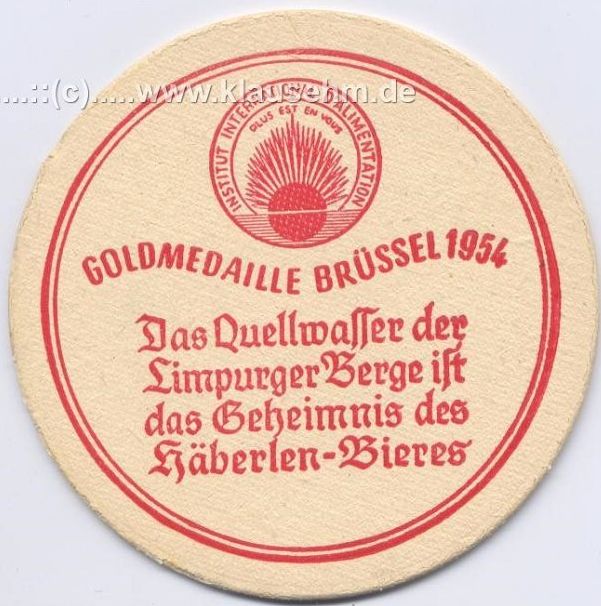 ....::(c).....www.klausehm.de
INSTITUT INTERNATIONAL D'ALIMENTATION
PLUS EST EN VOUS
GOLDMEDAILLE BRÜSSEL 1954
Das Quellwaſſer der
Limpurger Berge iſt
das Geheimnis des
Häberlen-Bieres